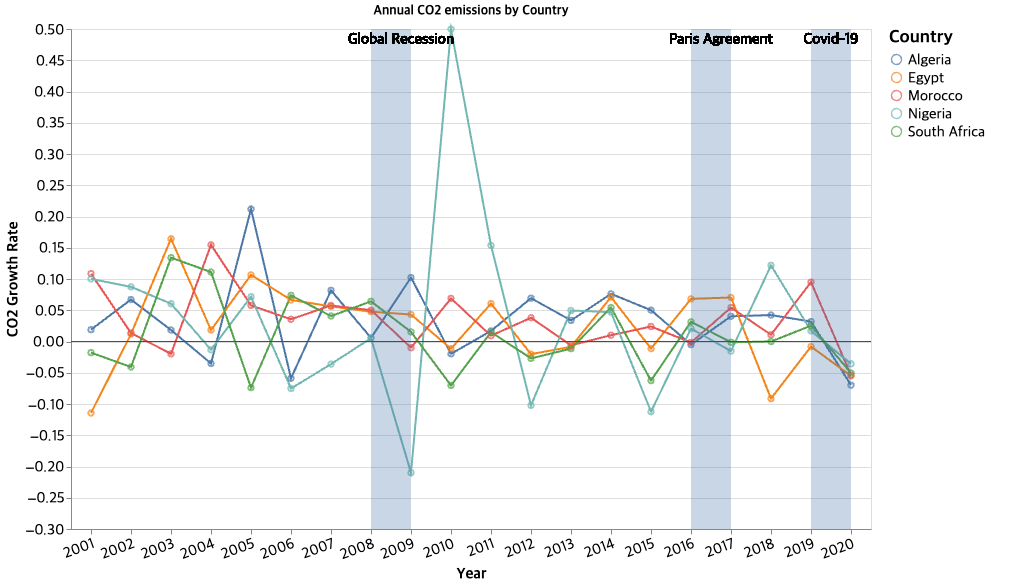 Annual CO2 emissions by Country
Global Recession
Paris Agreement
Covid-19
Country
Algeria
Egypt
Morocco
Nigeria
South Africa
CO2 Growth Rate
0.50
0.45
0.40
0.35
0.30
0.25
0.20
0.15
0.10
0.05
0.00
−0.05
−0.10
−0.15
−0.20
−0.25
−0.30
2001 2002 2003 2004 2005 2006 2007 2008 2009 2010 2011 2012 2013 2014 2015 2016 2017 2018 2019 2020
Year